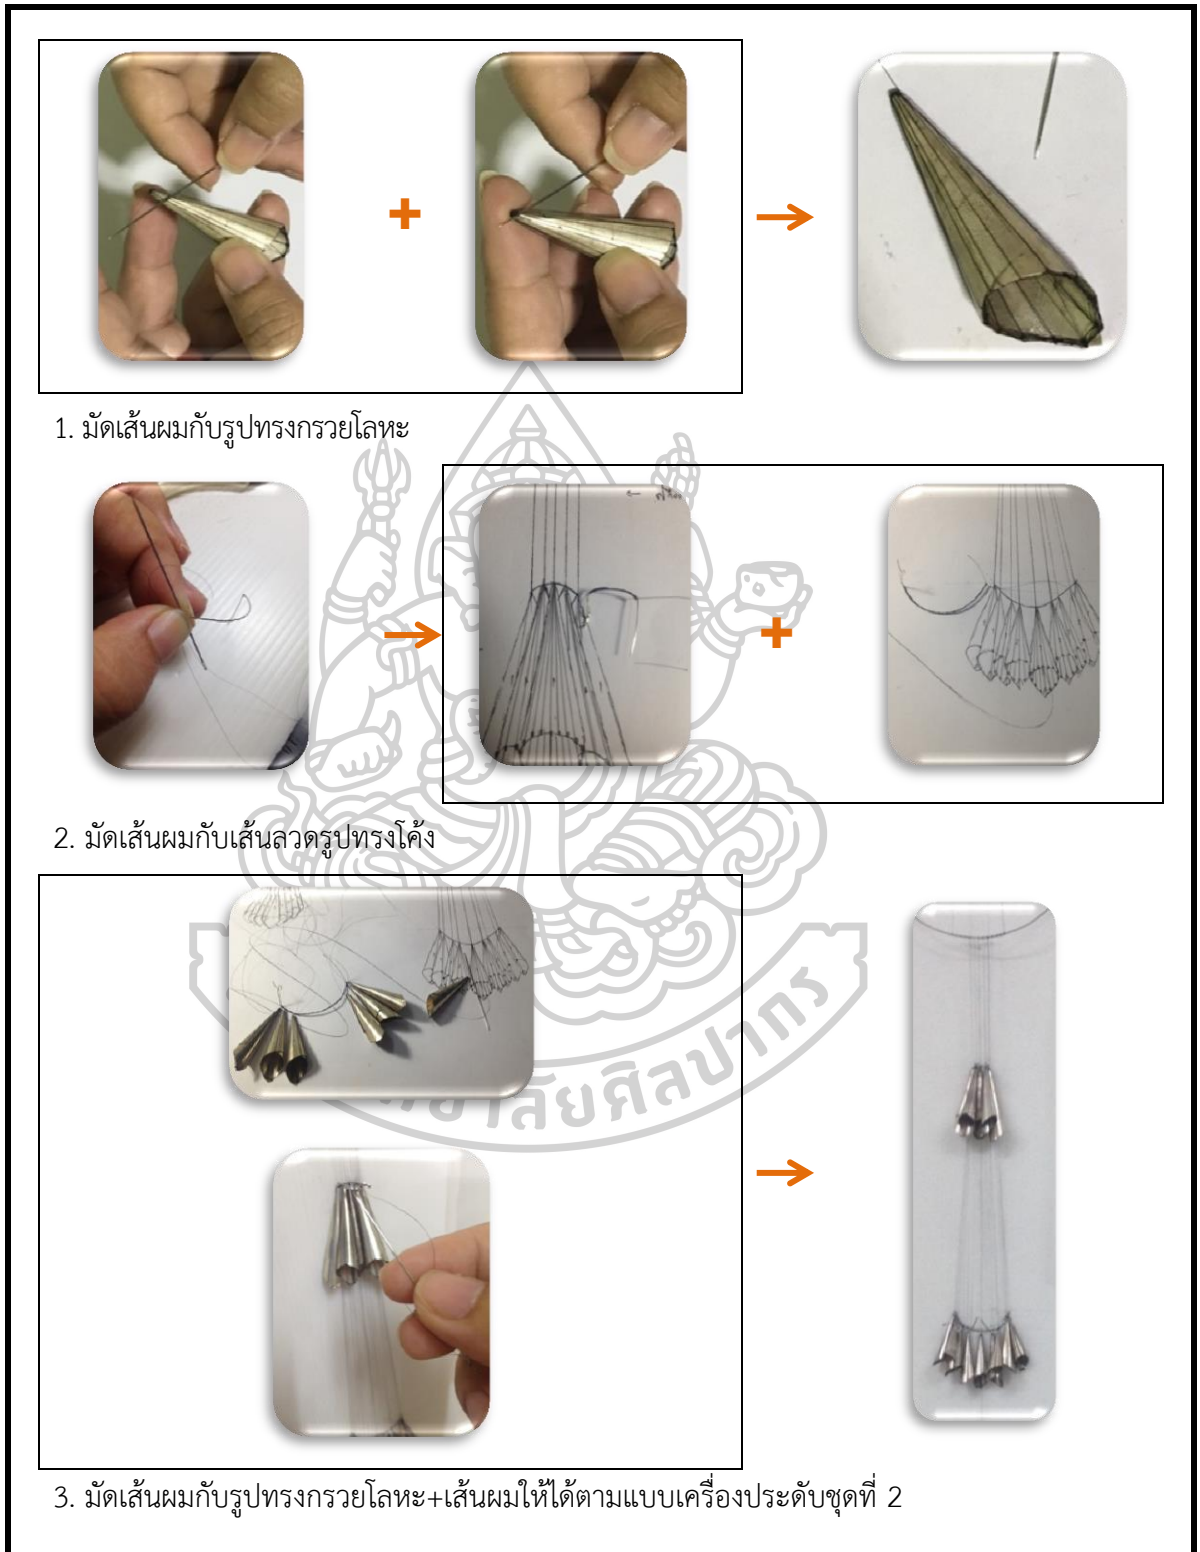 1. มัดเส้นผมกับรูปทรงกรวยโลหะ
2. มัดเส้นผมกับเส้นลวดรูปทรงโค้ง
3. มัดเส้นผมกับรูปทรงกรวยโลหะ+เส้นผมให้ได้ตามแบบเครื่องประดับชุดที่ 2